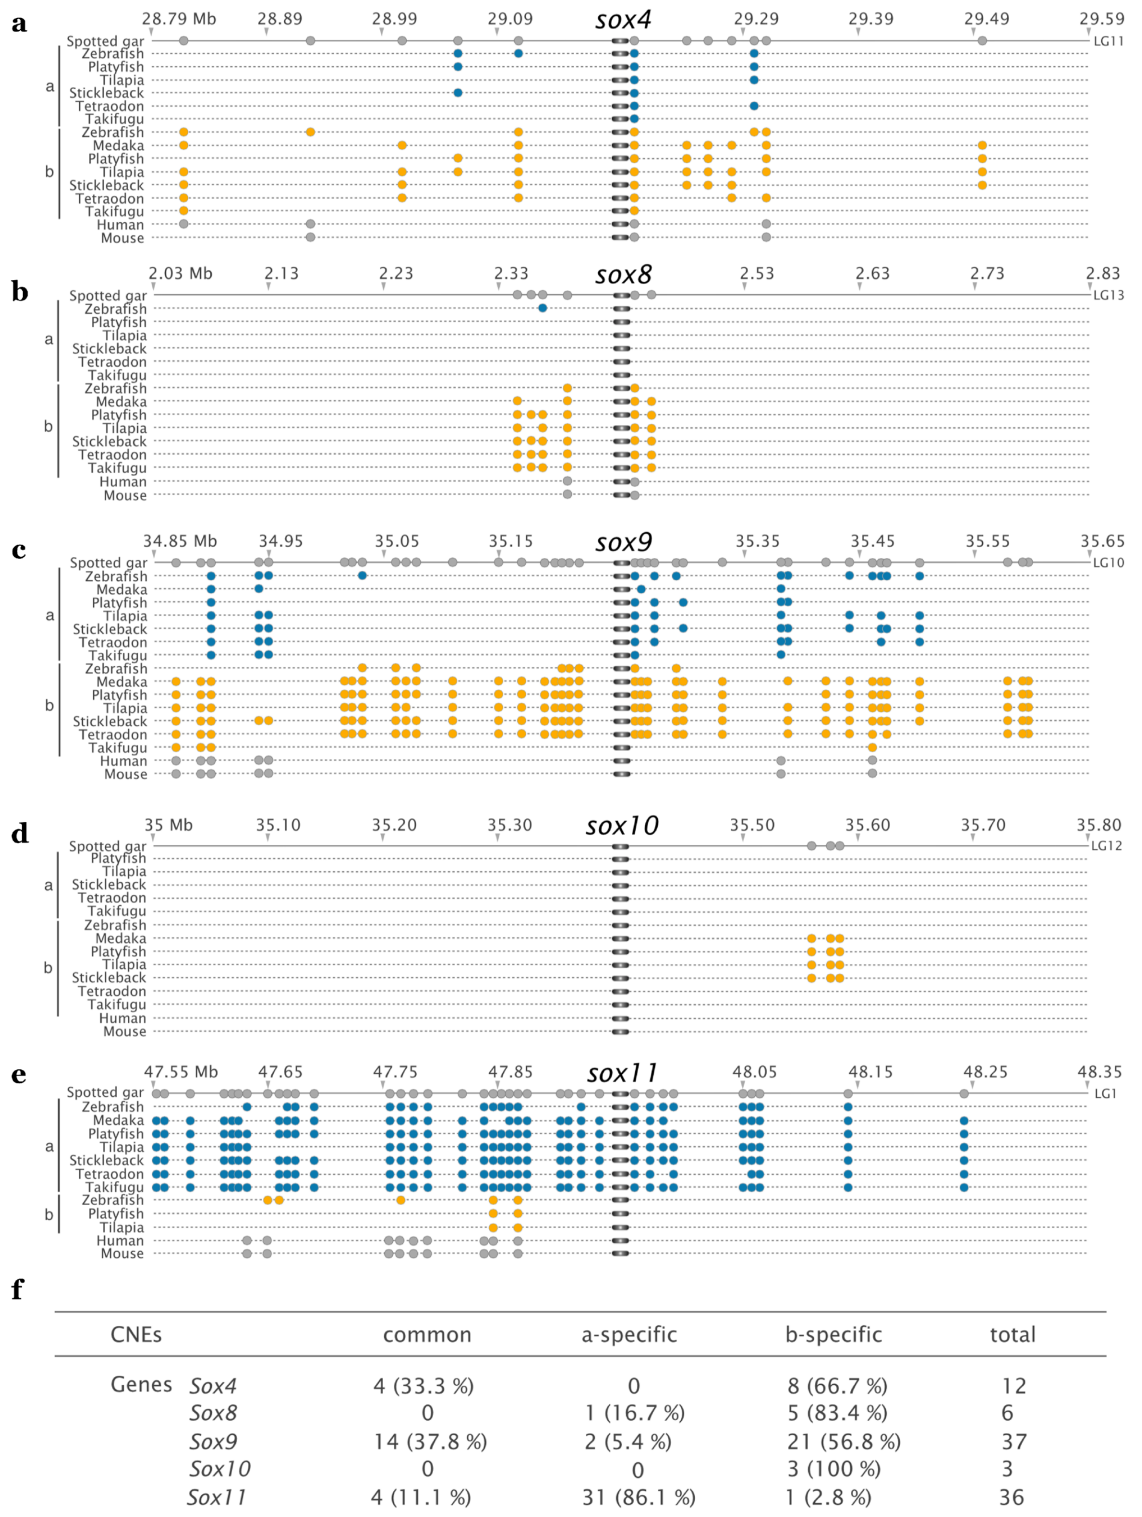 a
28.79 Mb 28.89 28.99 29.09 sox4 29.29 29.39 29.49 29.59
Spotted gar LG11
a
Zebrafish
Platyfish
Tilapia
Stickleback
Tetraodon
Takifugu
b
Zebrafish
Medaka
Platyfish
Tilapia
Stickleback
Tetraodon
Takifugu
Human
Mouse
b
2.03 Mb 2.13 2.23 2.33 sox8 2.53 2.63 2.73 2.83
Spotted gar LG13
a
Zebrafish
Platyfish
Tilapia
Stickleback
Tetraodon
Takifugu
b
Zebrafish
Medaka
Platyfish
Tilapia
Stickleback
Tetraodon
Takifugu
Human
Mouse
c
34.85 Mb 34.95 35.05 35.15 sox9 35.35 35.45 35.55 35.65
Spotted gar LG10
a
Zebrafish
Medaka
Platyfish
Tilapia
Stickleback
Tetraodon
Takifugu
b
Zebrafish
Medaka
Platyfish
Tilapia
Stickleback
Tetraodon
Takifugu
Human
Mouse
d
35 Mb 35.10 35.20 35.30 sox10 35.50 35.60 35.70 35.80
Spotted gar LG12
a
Platyfish
Tilapia
Stickleback
Tetraodon
Takifugu
b
Zebrafish
Medaka
Platyfish
Tilapia
Stickleback
Tetraodon
Takifugu
Human
Mouse
e
47.55 Mb 47.65 47.75 47.85 sox11 48.05 48.15 48.25 48.35
Spotted gar LG1
a
Zebrafish
Medaka
Platyfish
Tilapia
Stickleback
Tetraodon
Takifugu
b
Zebrafish
Platyfish
Tilapia
Human
Mouse
f
CNEs common a-specific b-specific total
Genes Sox4 4 (33.3 %) 0 8 (66.7 %) 12
Sox8 0 1 (16.7 %) 5 (83.4 %) 6
Sox9 14 (37.8 %) 2 (5.4 %) 21 (56.8 %) 37
Sox10 0 0 3 (100 %) 3
Sox11 4 (11.1 %) 31 (86.1 %) 1 (2.8 %) 36